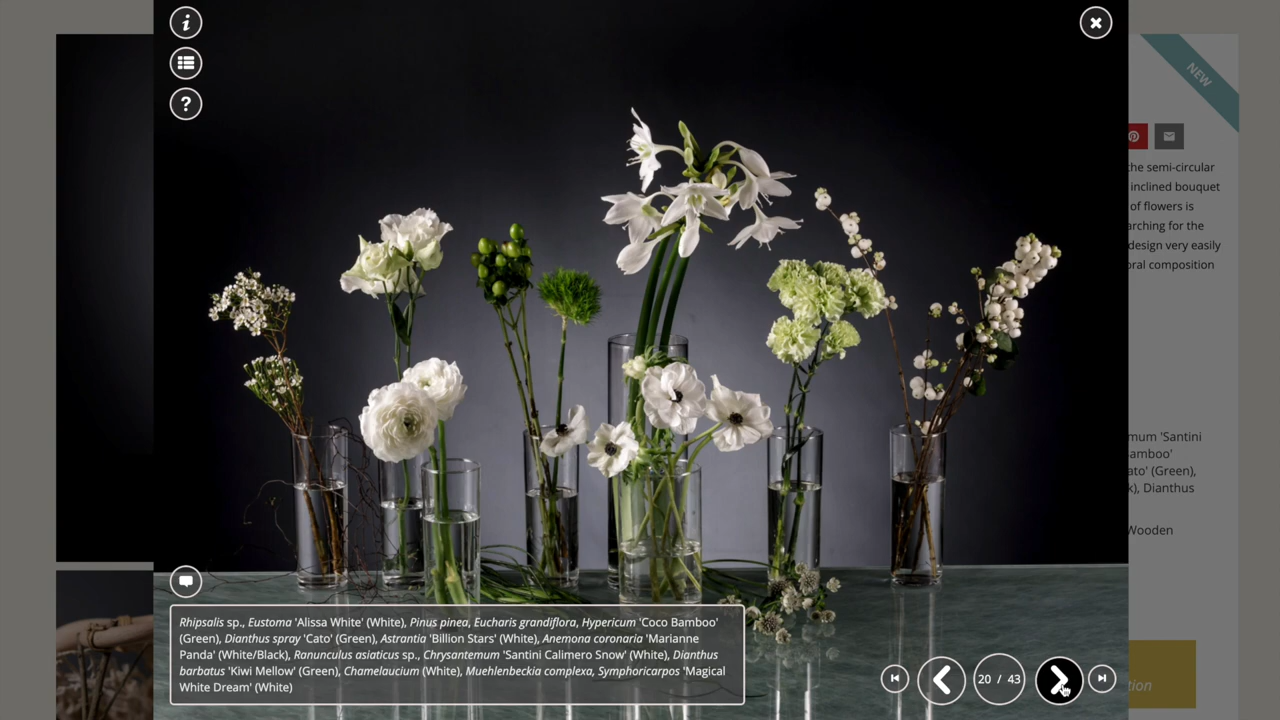 NEW
the semi-circular
inclined bouquet
of flowers is
arching for the
design very easily
oral composition
mum 'Santini
Bamboo'
ato' (Green),
k), Dianthus
Wooden
Rhipsalis sp., Eustoma 'Alissa White' (White), Pinus pinea, Eucharis grandiflora, Hypericum 'Coco Bamboo'
(Green), Dianthus spray 'Cato' (Green), Astrantia 'Billion Stars' (White), Anemona coronaria 'Marianne
Panda' (White/Black), Ranunculus asiaticus sp., Chrysantemum 'Santini Calimero Snow' (White), Dianthus
barbatus 'Kiwi Mellow' (Green), Chamelaucium (White), Muehlenbeckia complexa, Symphoricarpos 'Magical
White Dream' (White)
20 / 43
tion